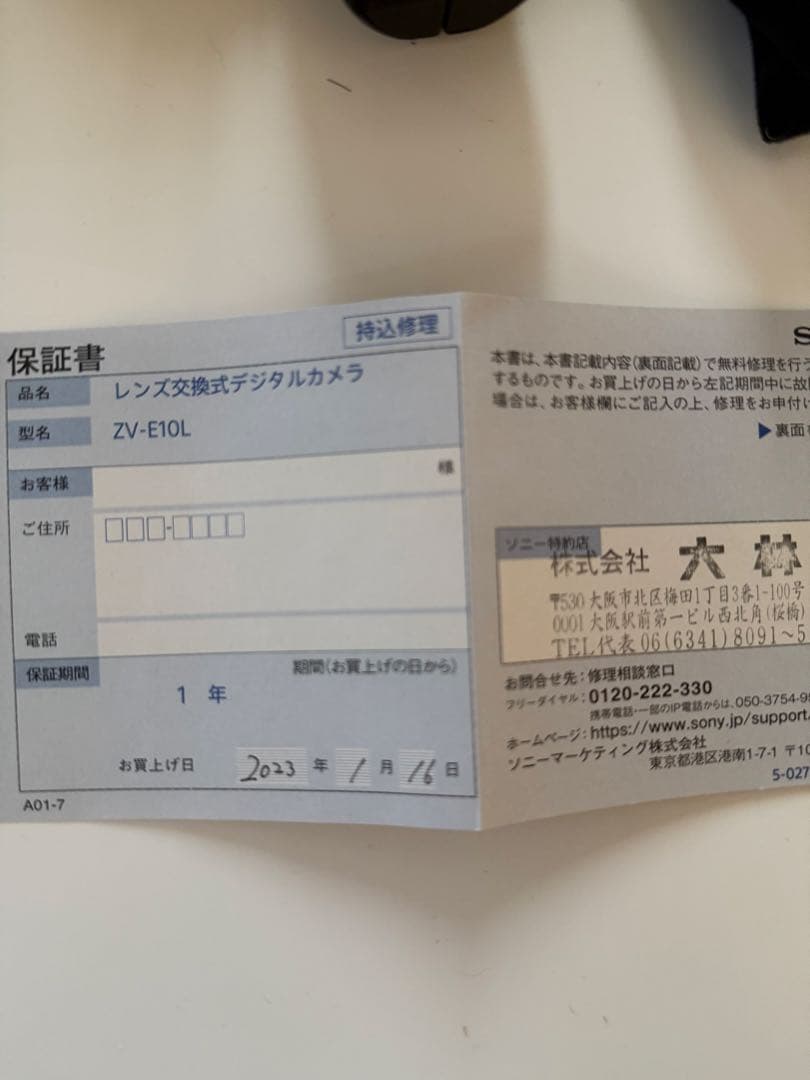 保証書
持込修理
品名 レンズ交換式デジタルカメラ
型名 ZV-E10L
お客様 様
ご住所 □□□-□□□□
電話
保証期間 期間(お買上げの日から)
1 年
お買上げ日 2023 年 1 月 16 日
A01-7
S
本書は、本書記載内容(裏面記載)で無料修理を行う
するものです。お買上げの日から左記期間中に故
場合は、お客様欄にご記入の上、修理をお申付け
▶裏面
ソニー特約店
株式会社 大林
〒530 大阪市北区梅田1丁目3番1-100号
0001 大阪駅前第一ビル西北角(桜橋)
TEL代表 06(6341)8091~5
お問合せ先:修理相談窓口
フリーダイヤル:0120-222-330
携帯電話・一部のIP電話からは、050-3754-9
ホームページ:https://www.sony.jp/support
ソニーマーケティング株式会社
東京都港区港南1-7-1 〒10
5-027